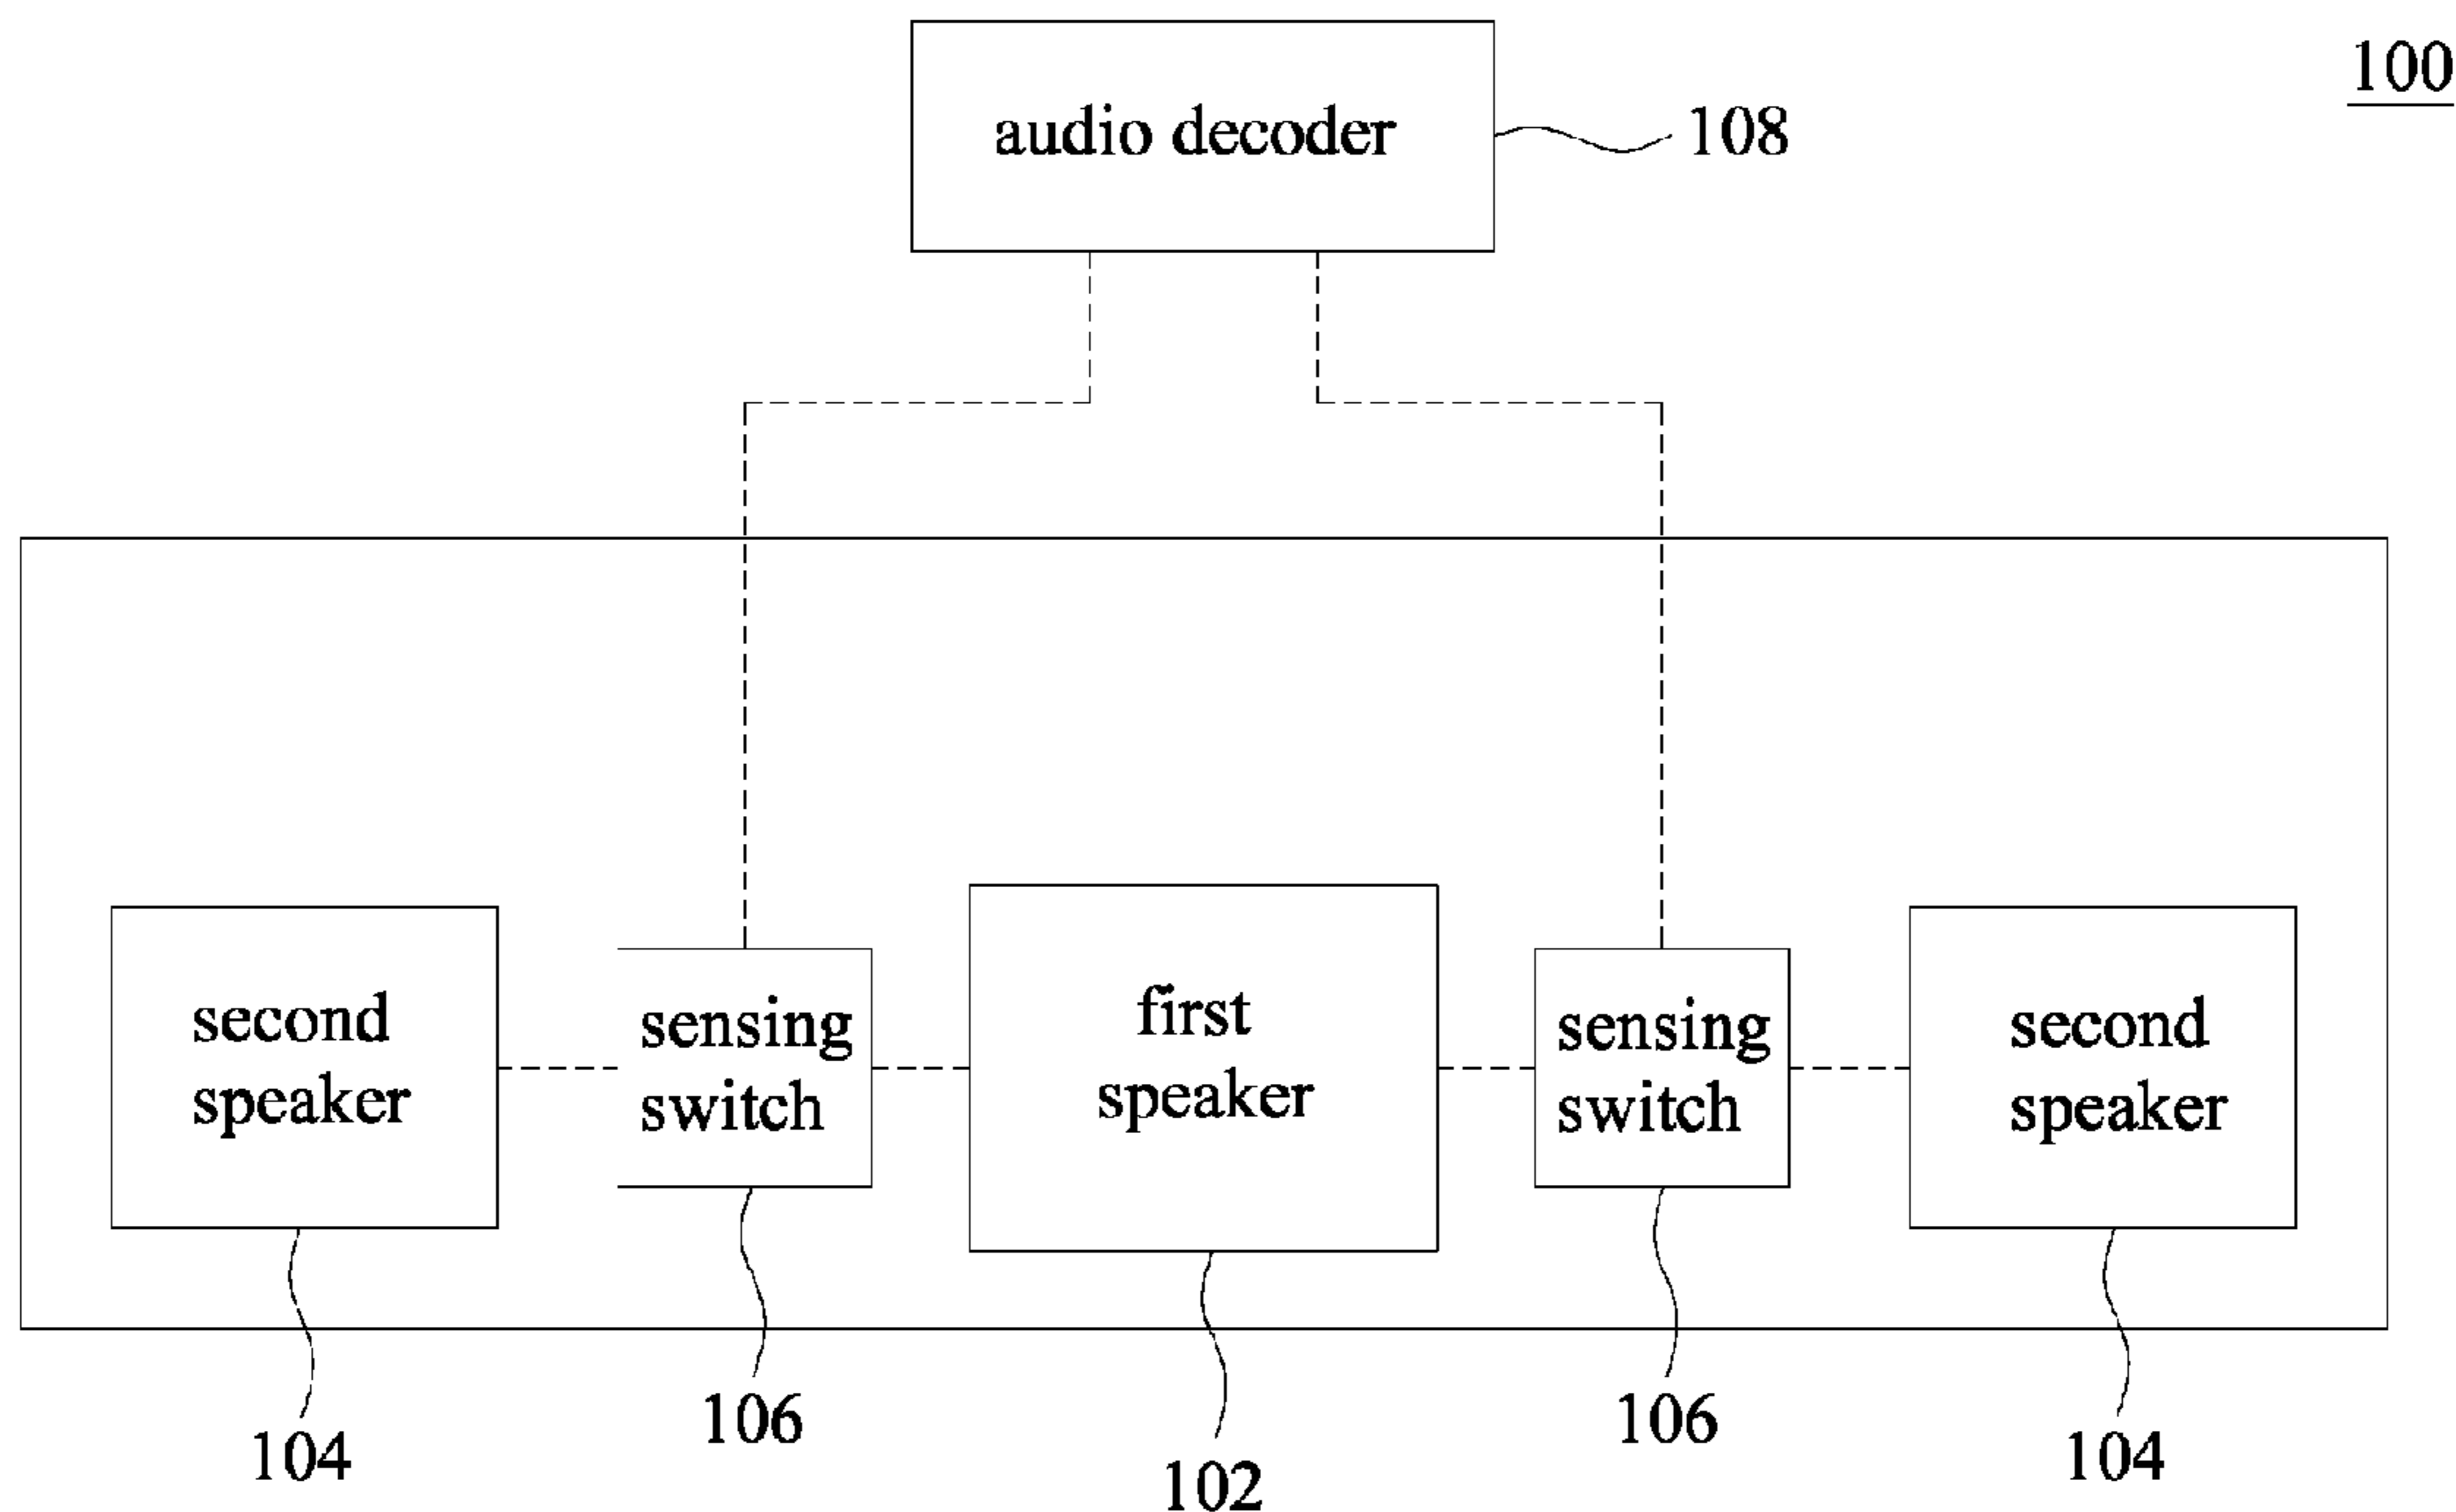 100
audio decoder
108
second
speaker
sensing
switch
first
speaker
sensing
switch
second
speaker
104
106
102
106
104